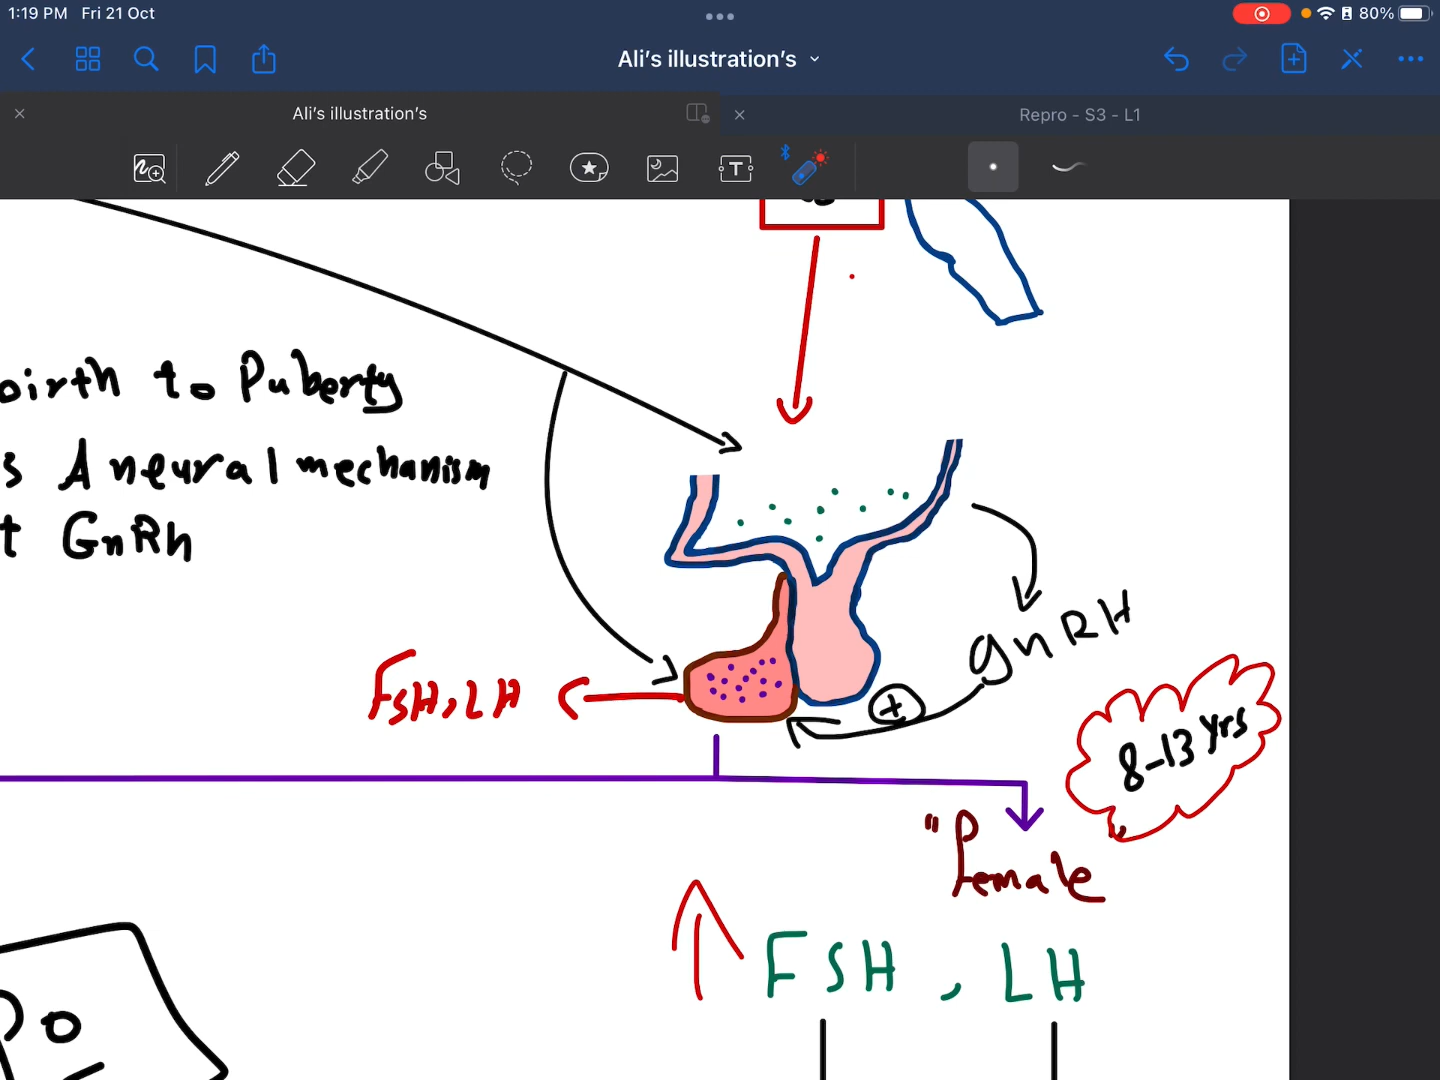 1:19 PM Fri 21 Oct
80%
Ali's illustration's
Ali's illustration's
Repro - S3 - L1
birth to Puberty
s A neural mechanism
t GnRh
gnRH
FSH, LH
+
8-13 yrs
"Female
FSH , LH